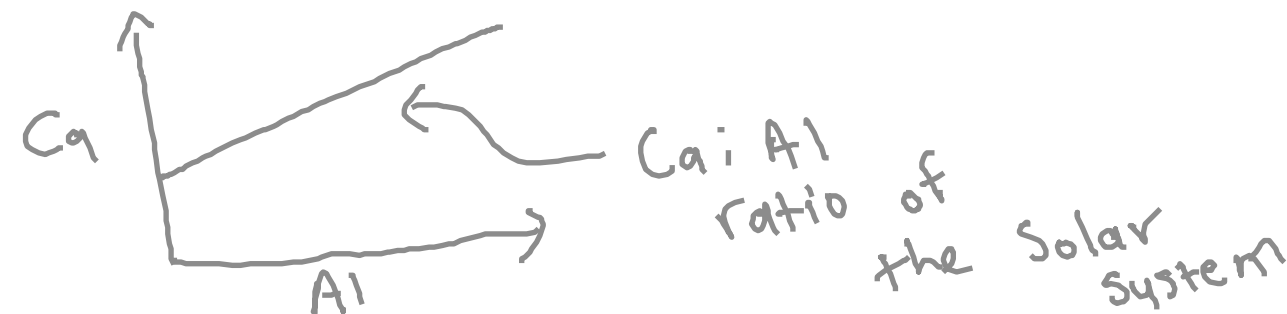 Ca
Al
Ca:Al
ratio of
the Solar
System